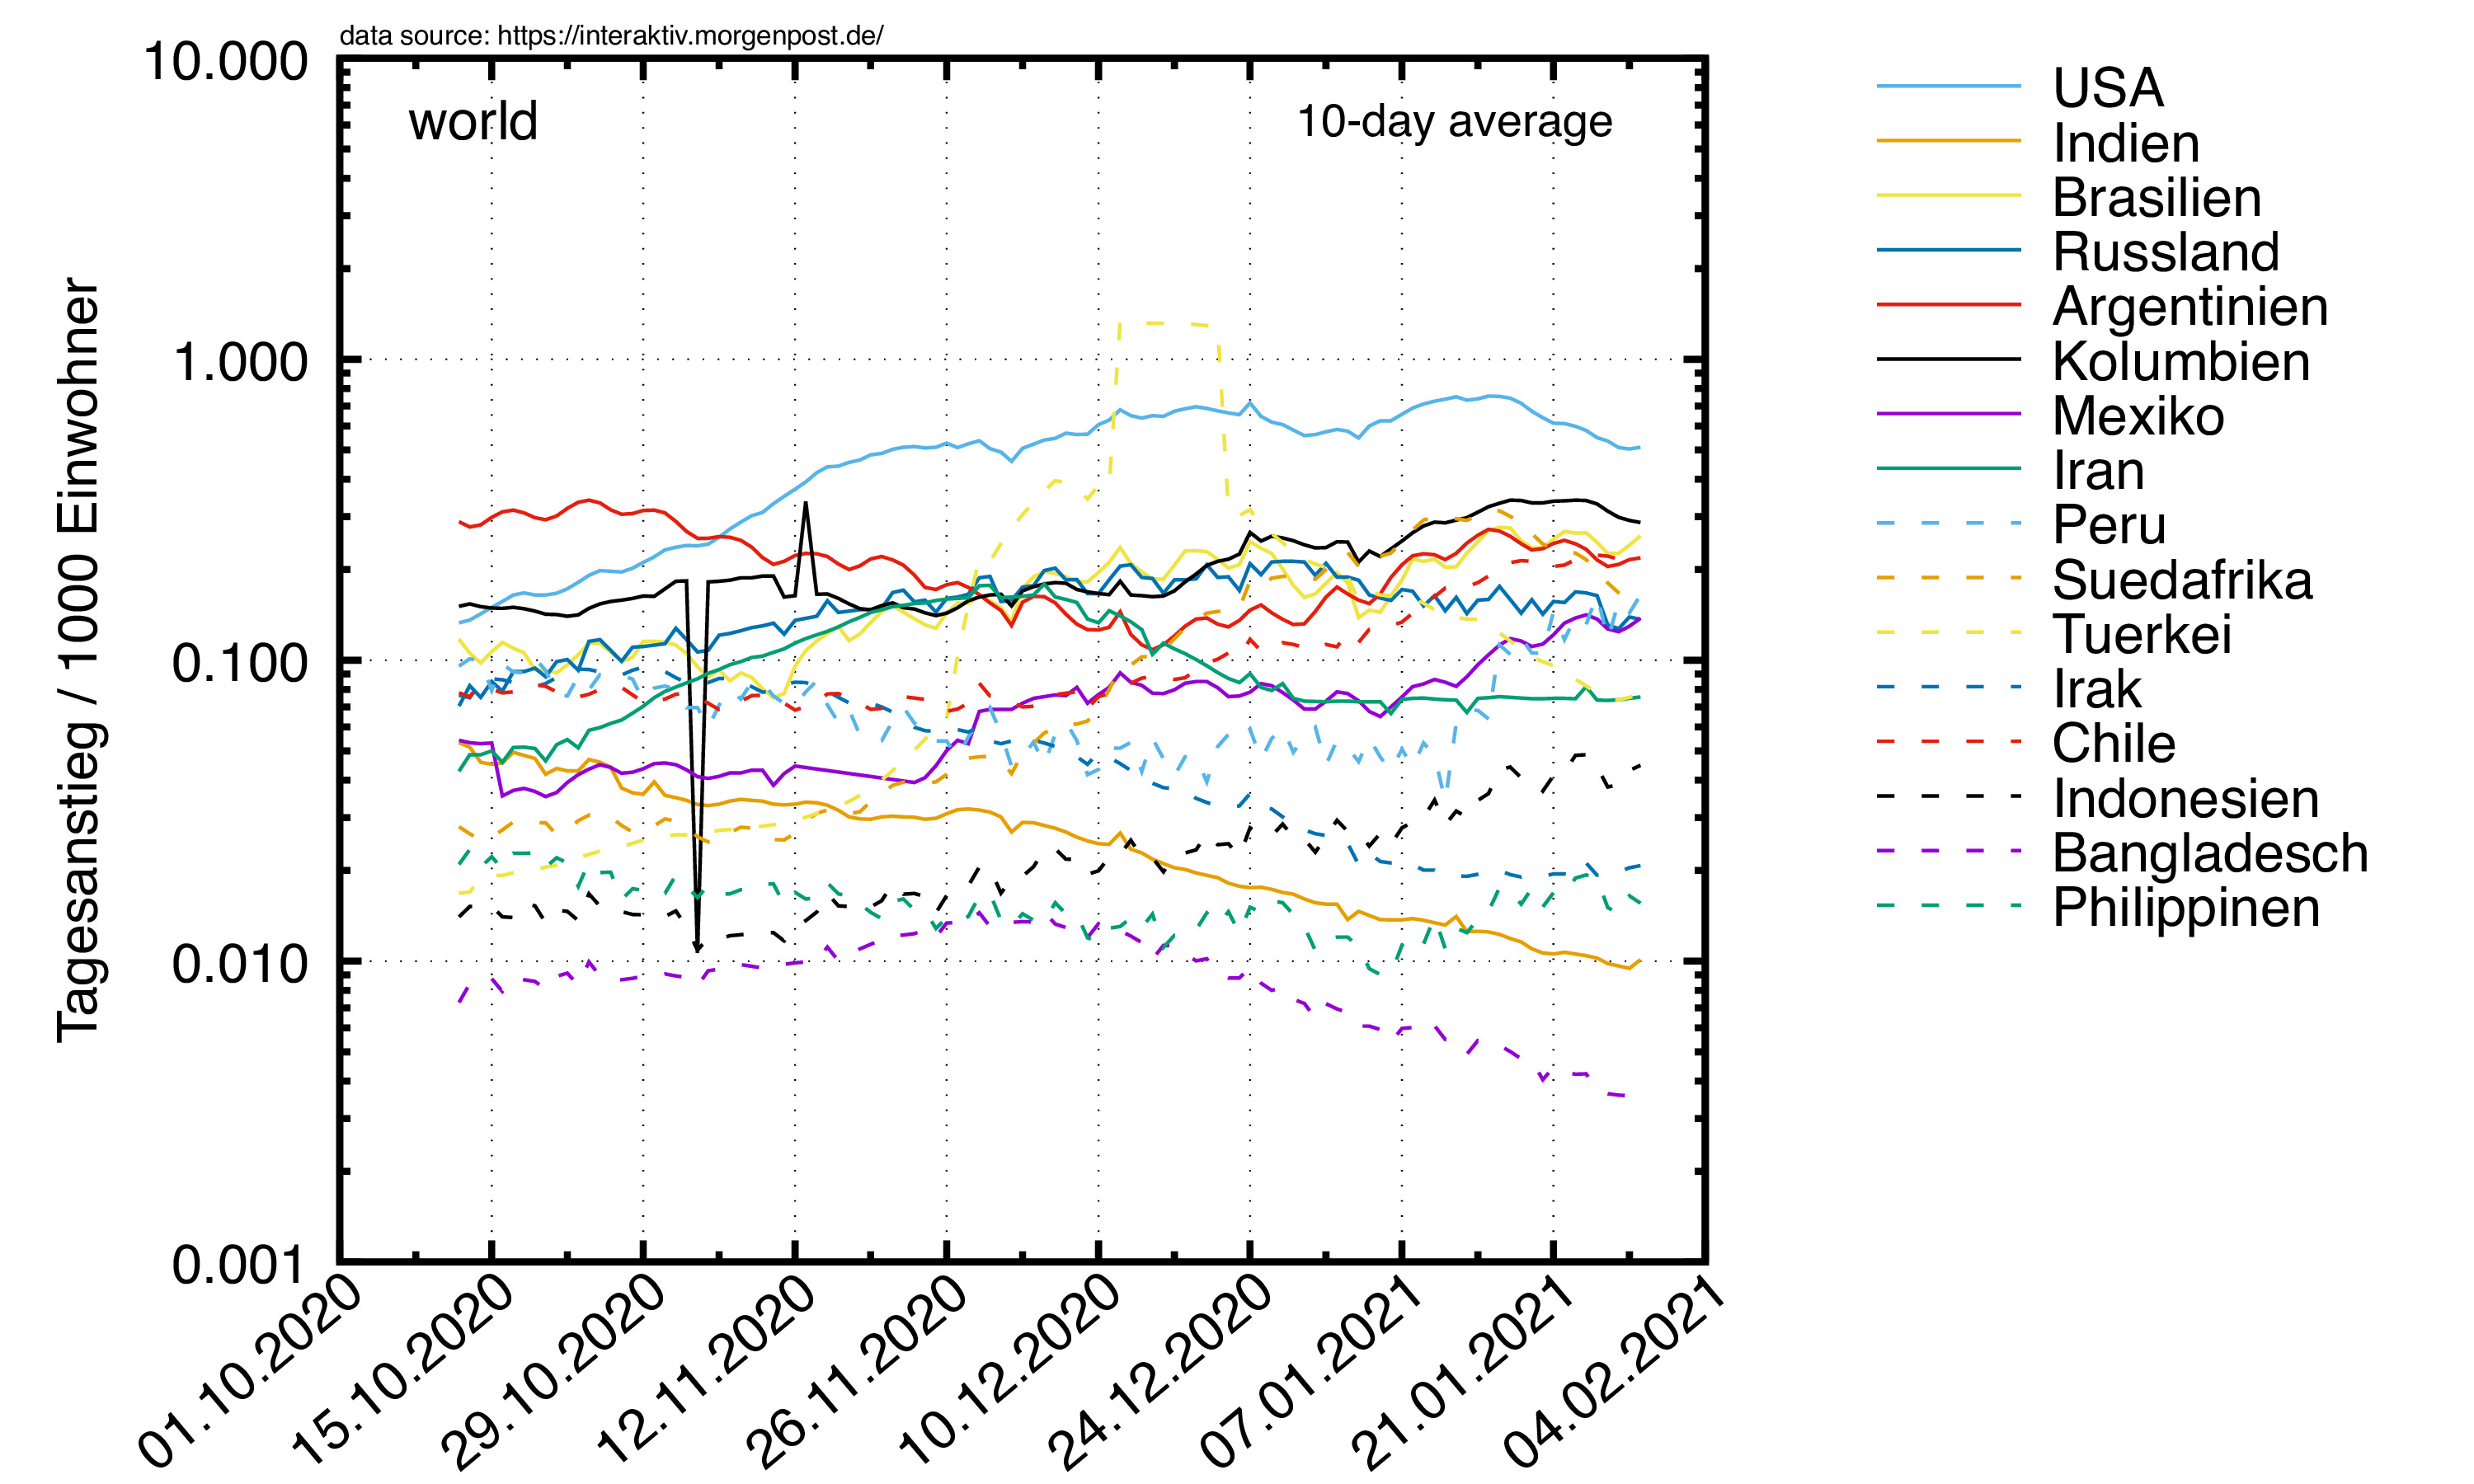 data source: https://interaktiv.morgenpost.de/
world
10-day average
Tagesanstieg / 1000 Einwohner
10.000
1.000
0.100
0.010
0.001
01.10.2020
15.10.2020
29.10.2020
12.11.2020
26.11.2020
10.12.2020
24.12.2020
07.01.2021
21.01.2021
04.02.2021
USA
Indien
Brasilien
Russland
Argentinien
Kolumbien
Mexiko
Iran
Peru
Suedafrika
Tuerkei
Irak
Chile
Indonesien
Bangladesch
Philippinen